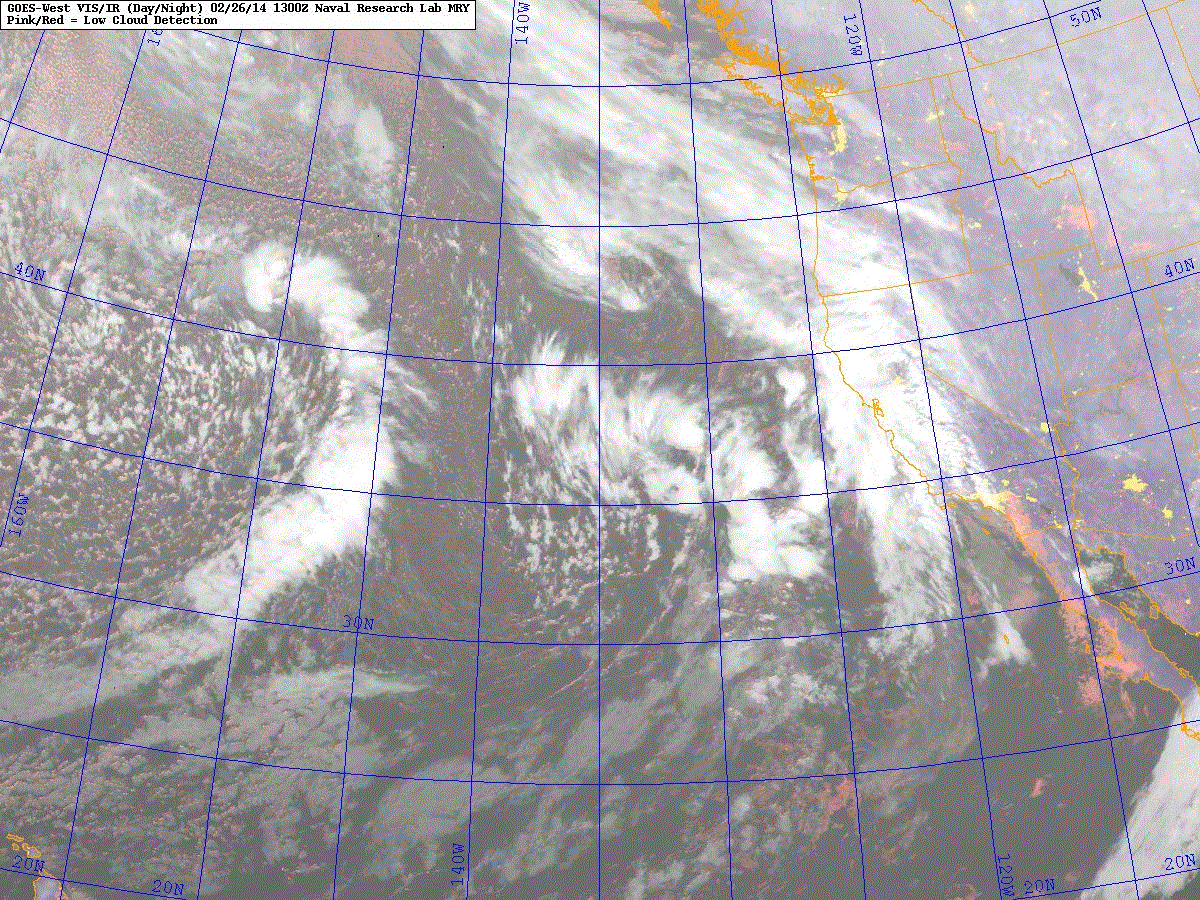 GOES-West VIS/IR (Day/Night) 02/26/14 1300Z Naval Research Lab MRY
Pink/Red = Low Cloud Detection
140W
120W
50N
40N
40N
160W
30N
30N
140W
120W
20N
20N
20N
20N